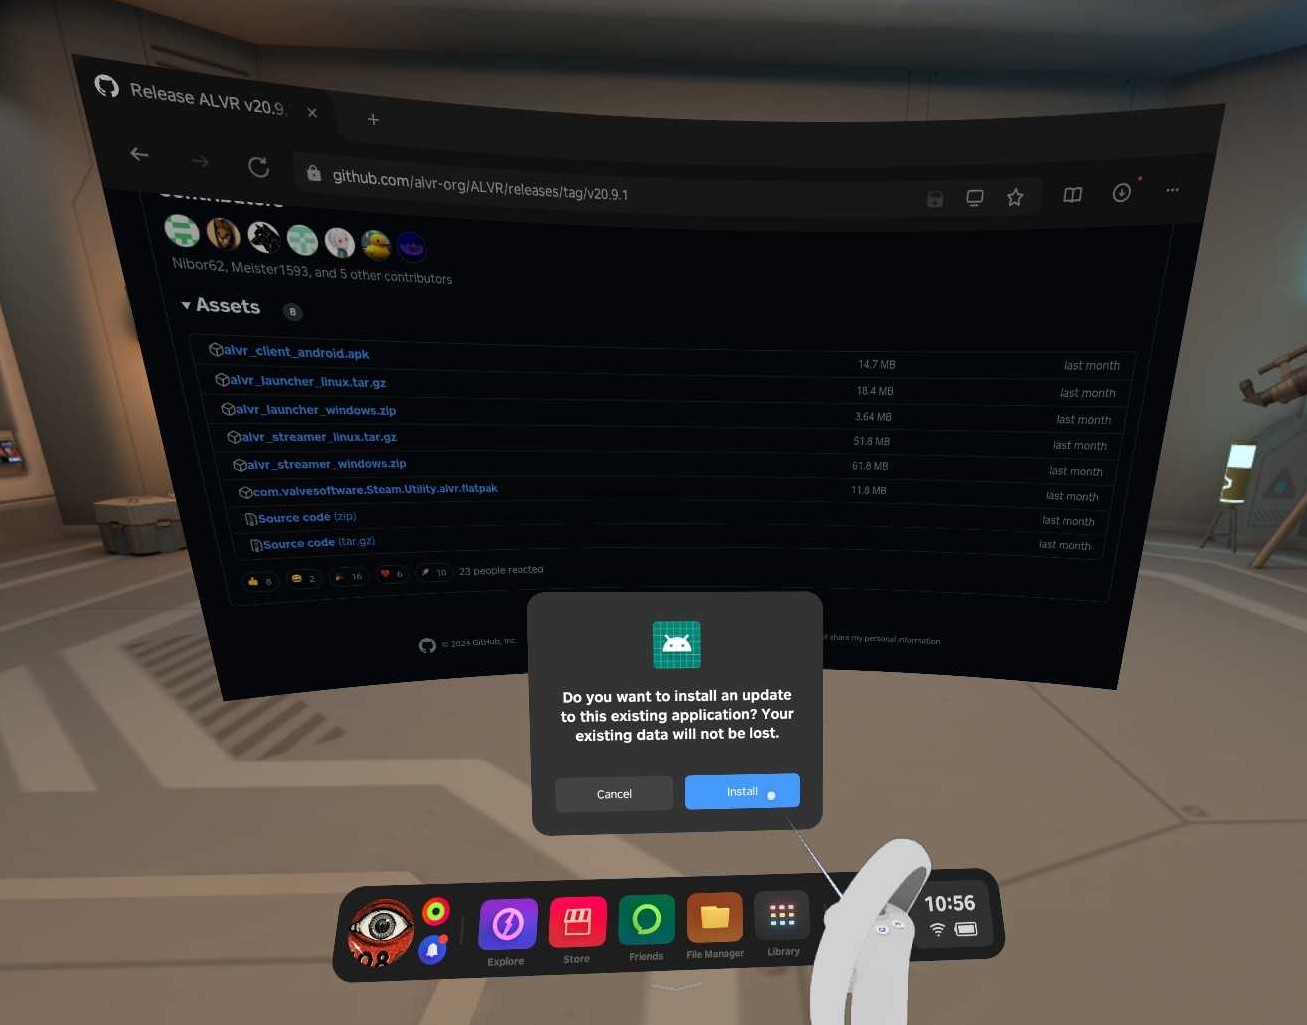 Release ALVR v20.9.
github.com/alvr-org/ALVR/releases/tag/v20.9.1
Contributors
Nibor62, Meister1593, and 5 other contributors
Assets 8
alvr_client_android.apk 14.7 MB last month
alvr_launcher_linux.tar.gz 18.4 MB last month
alvr_launcher_windows.zip 3.64 MB last month
alvr_streamer_linux.tar.gz 51.8 MB last month
alvr_streamer_windows.zip 61.8 MB last month
com.valvesoftware.Steam.Utility.alvr.flatpak 11.8 MB last month
Source code (zip) last month
Source code (tar.gz) last month
8 2 16 6 10 23 people reacted
© 2024 GitHub, Inc. share my personal information
Do you want to install an update
to this existing application? Your
existing data will not be lost.
Cancel Install
10:56
Explore Store Friends File Manager Library